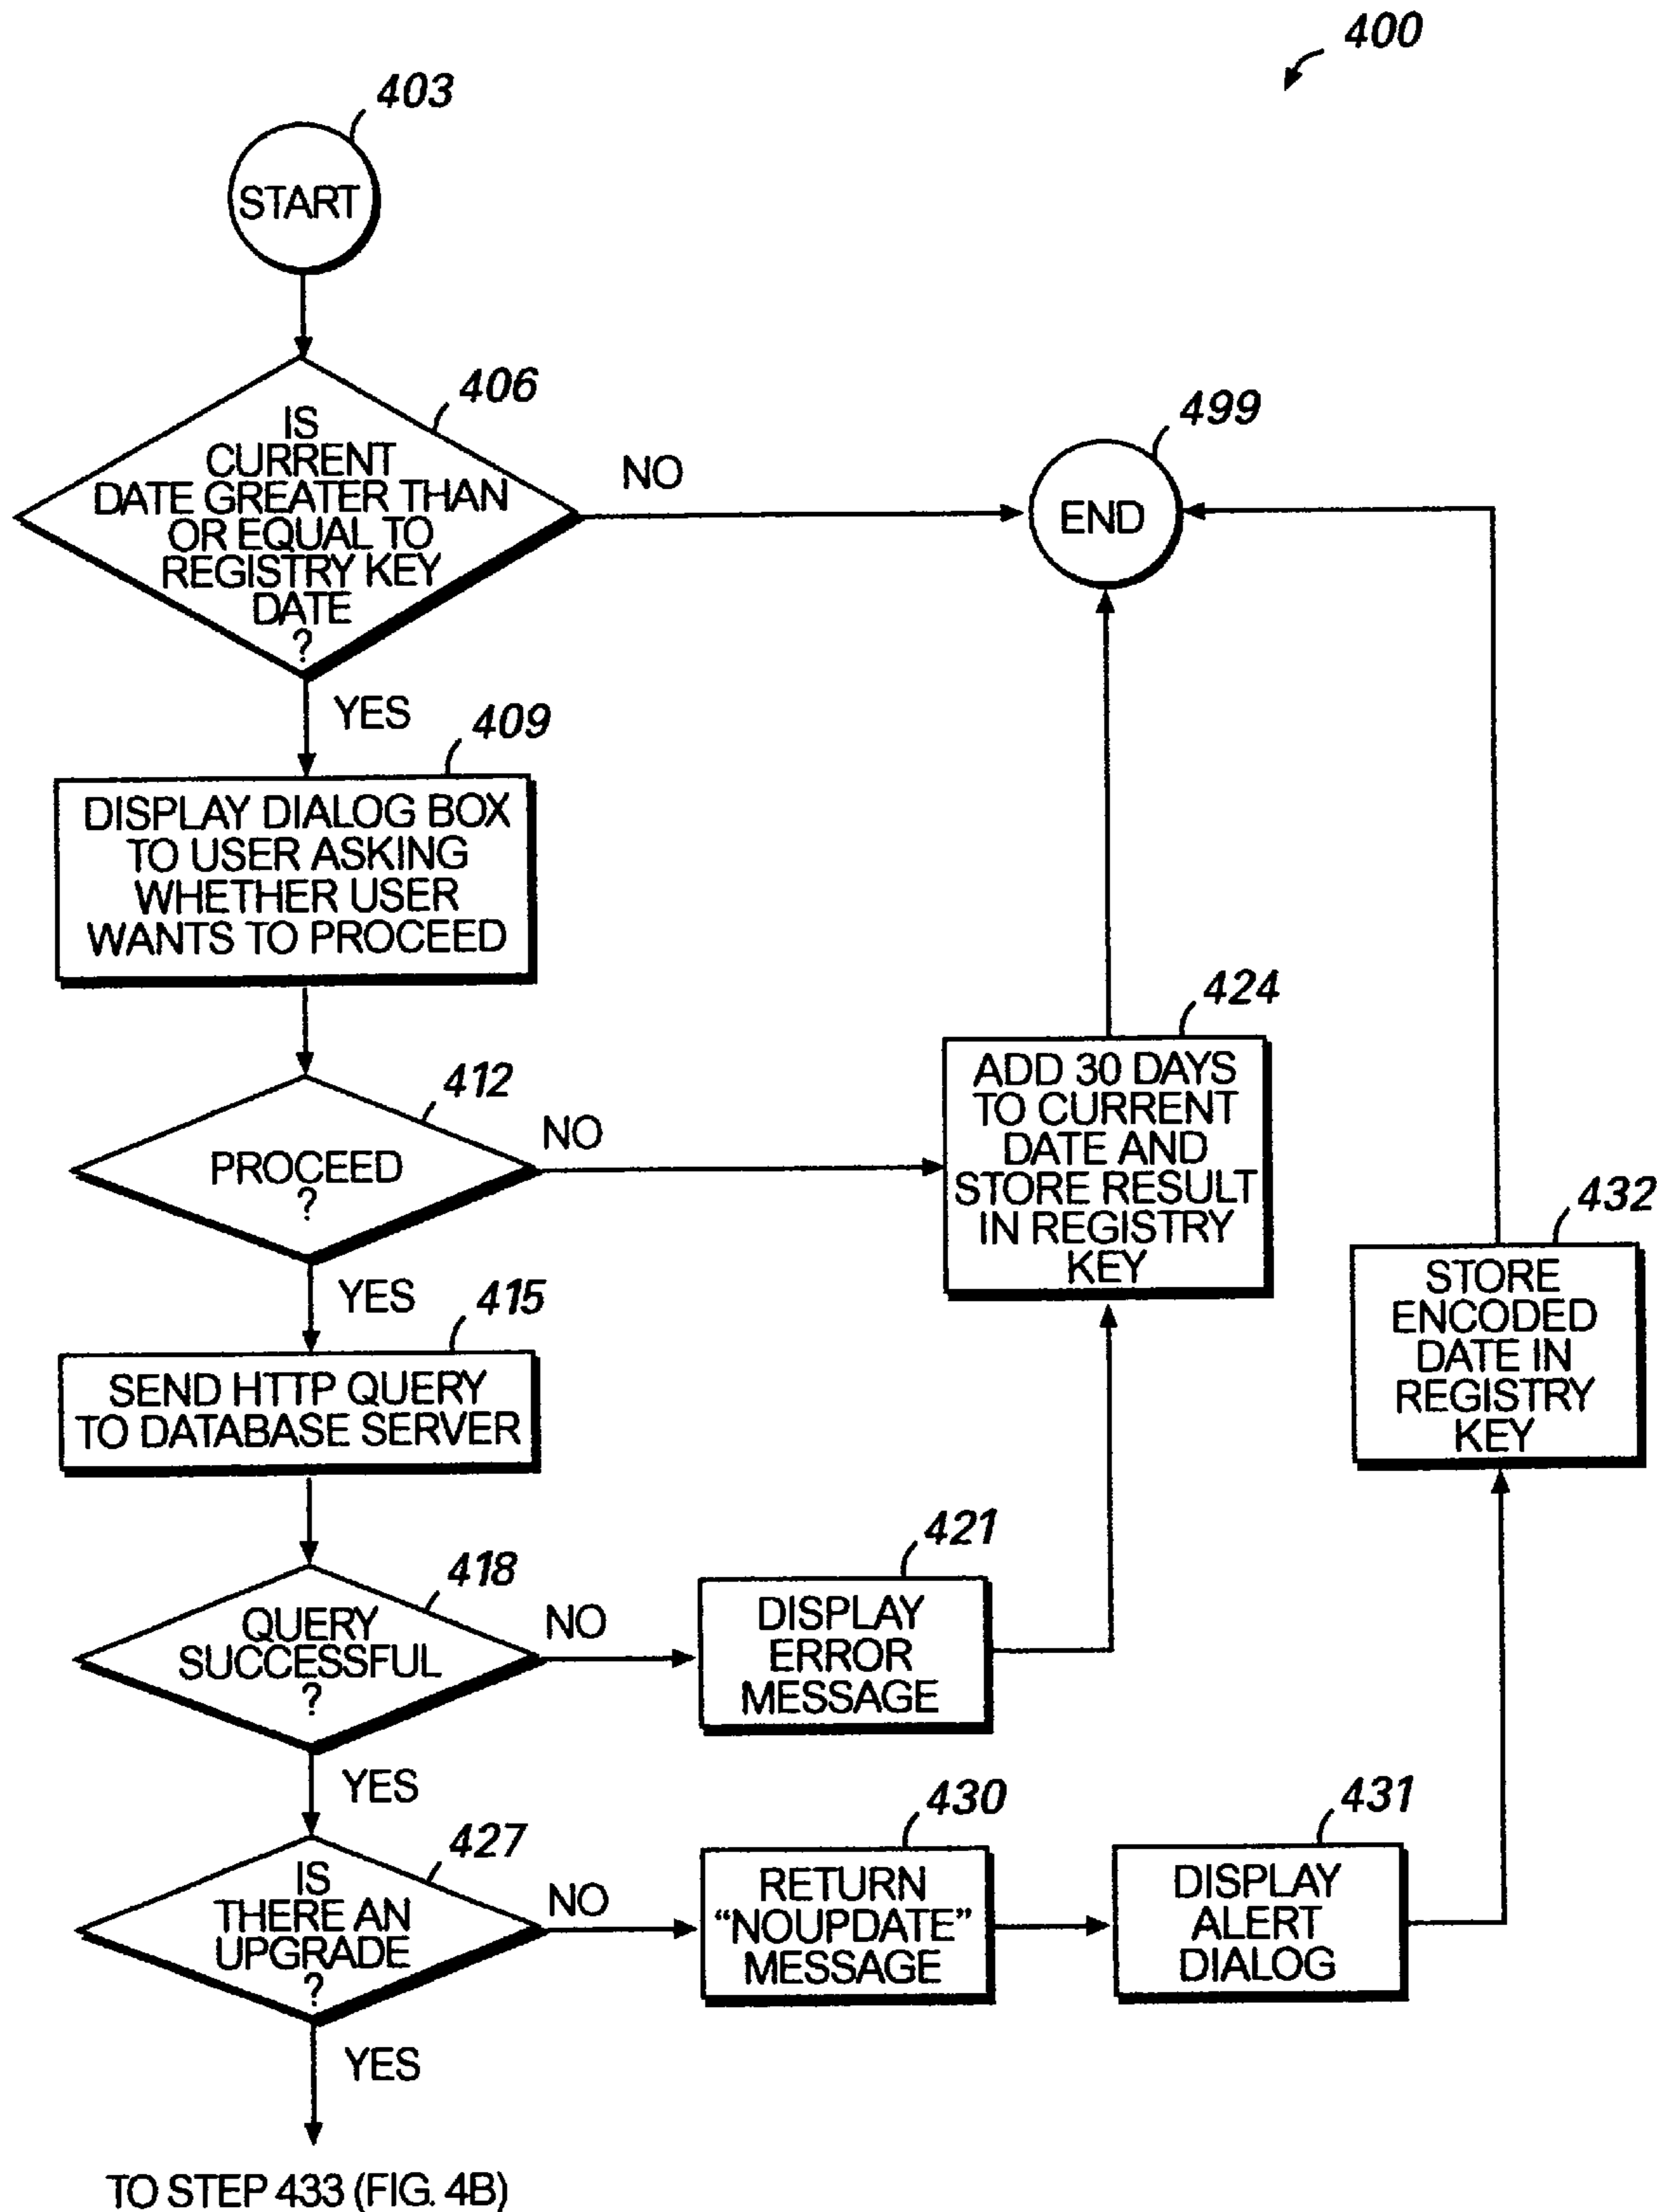 400
403
START
406
IS
CURRENT
DATE GREATER THAN
OR EQUAL TO
REGISTRY KEY
DATE
?
NO
499
END
YES
409
DISPLAY DIALOG BOX
TO USER ASKING
WHETHER USER
WANTS TO PROCEED
412
PROCEED
?
NO
424
ADD 30 DAYS
TO CURRENT
DATE AND
STORE RESULT
IN REGISTRY
KEY
432
STORE
ENCODED
DATE IN
REGISTRY
KEY
YES
415
SEND HTTP QUERY
TO DATABASE SERVER
418
QUERY
SUCCESSFUL
?
NO
421
DISPLAY
ERROR
MESSAGE
YES
427
IS
THERE AN
UPGRADE
?
NO
430
RETURN
“NOUPDATE”
MESSAGE
431
DISPLAY
ALERT
DIALOG
YES
TO STEP 433 (FIG. 4B)